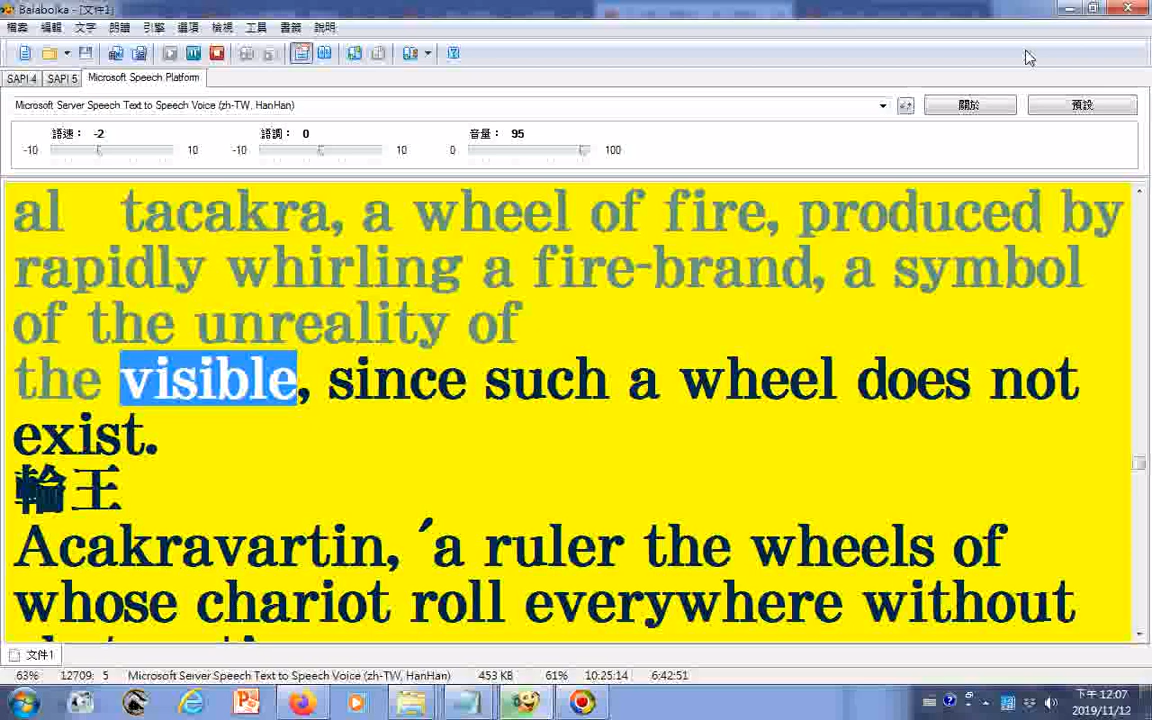 Balabolka - [文件1]
檔案 編輯 文字 朗讀 引擎 選項 檢視 工具 書籤 說明
SAPI 4 SAPI 5 Microsoft Speech Platform
Microsoft Server Speech Text to Speech Voice (zh-TW, HanHan) 關於 預設
語速： -2 語調： 0 音量： 95
-10 10 -10 10 0 100
al tacakra, a wheel of fire, produced by
rapidly whirling a fire-brand, a symbol
of the unreality of
the visible, since such a wheel does not
exist.
輪王
Acakravartin, ′a ruler the wheels of
whose chariot roll everywhere without
文件1
63% 12709: 5 Microsoft Server Speech Text to Speech Voice (zh-TW, HanHan) 453 KB 61% 10:25:14 6:42:51
下午 12:07
2019/11/12